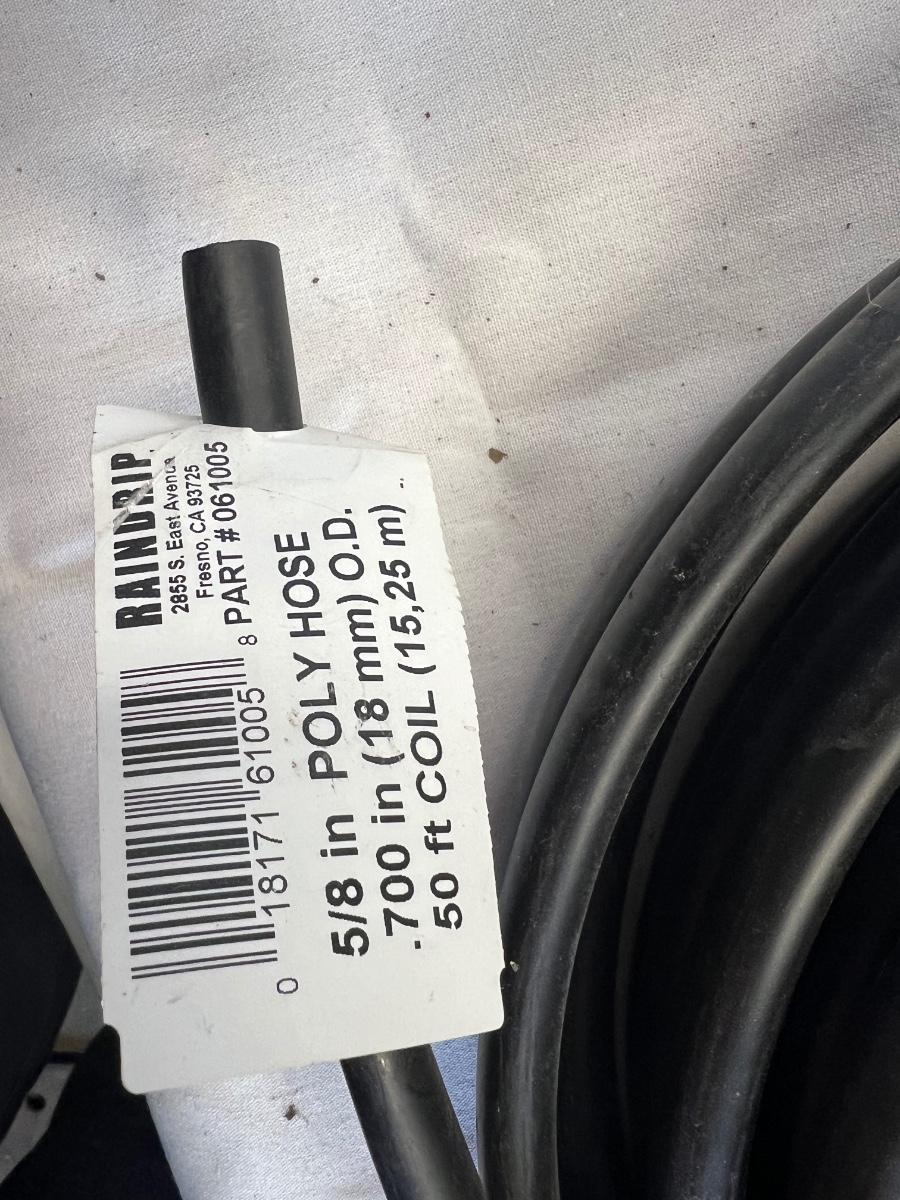 RAINDRIP
2855 S. East Avenue
Fresno, CA 93725
PART # 061005
0 18171 61005 8
5/8 in POLY HOSE
.700 in (18 mm) O.D.
50 ft COIL (15,25 m)